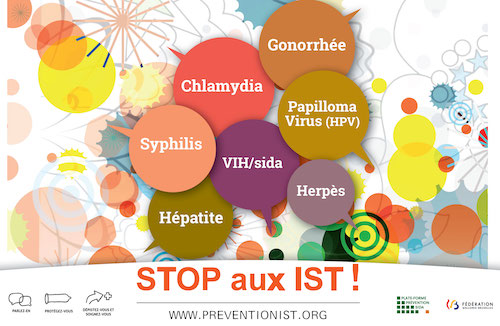 Gonorrhée
Chlamydia
Papilloma
Virus (HPV)
Syphilis
VIH/sida
Herpès
Hépatite
STOP aux IST !
PARLEZ-EN
PROTÉGEZ-VOUS
DÉPISTEZ-VOUS ET
SOIGNEZ-VOUS
WWW.PREVENTIONIST.ORG
PLATE-FORME
PRÉVENTION
SIDA
FÉDÉRATION
WALLONIE-BRUXELLES